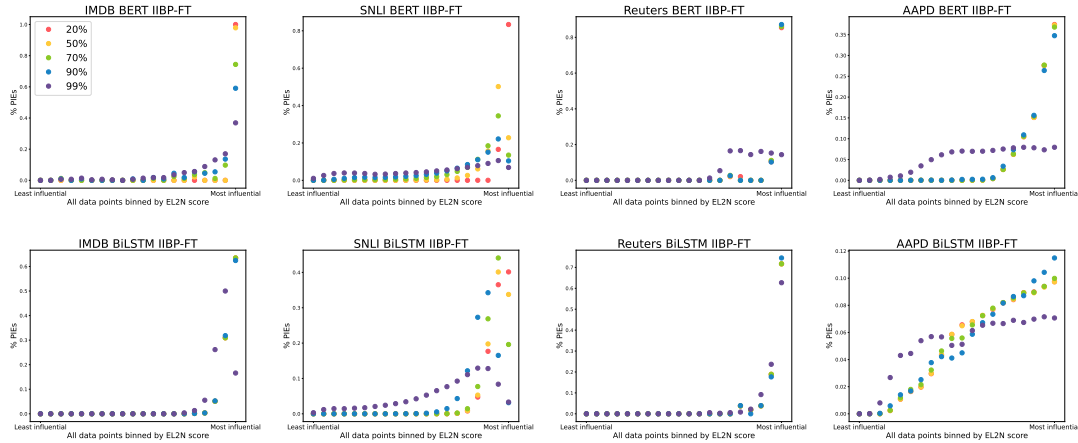 IMDB BERT IIBP-FT
1.0
0.8
0.6
0.4
0.2
0.0
% PIEs
20%
50%
70%
90%
99%
Least influential
Most influential
All data points binned by EL2N score
SNLI BERT IIBP-FT
0.8
0.6
0.4
0.2
0.0
% PIEs
Least influential
Most influential
All data points binned by EL2N score
Reuters BERT IIBP-FT
0.8
0.6
0.4
0.2
0.0
% PIEs
Least influential
Most influential
All data points binned by EL2N score
AAPD BERT IIBP-FT
0.35
0.30
0.25
0.20
0.15
0.10
0.05
0.00
% PIEs
Least influential
Most influential
All data points binned by EL2N score
IMDB BiLSTM IIBP-FT
0.6
0.5
0.4
0.3
0.2
0.1
0.0
% PIEs
Least influential
Most influential
All data points binned by EL2N score
SNLI BiLSTM IIBP-FT
0.4
0.3
0.2
0.1
0.0
% PIEs
Least influential
Most influential
All data points binned by EL2N score
Reuters BiLSTM IIBP-FT
0.7
0.6
0.5
0.4
0.3
0.2
0.1
0.0
% PIEs
Least influential
Most influential
All data points binned by EL2N score
AAPD BiLSTM IIBP-FT
0.12
0.10
0.08
0.06
0.04
0.02
0.00
% PIEs
Least influential
Most influential
All data points binned by EL2N score